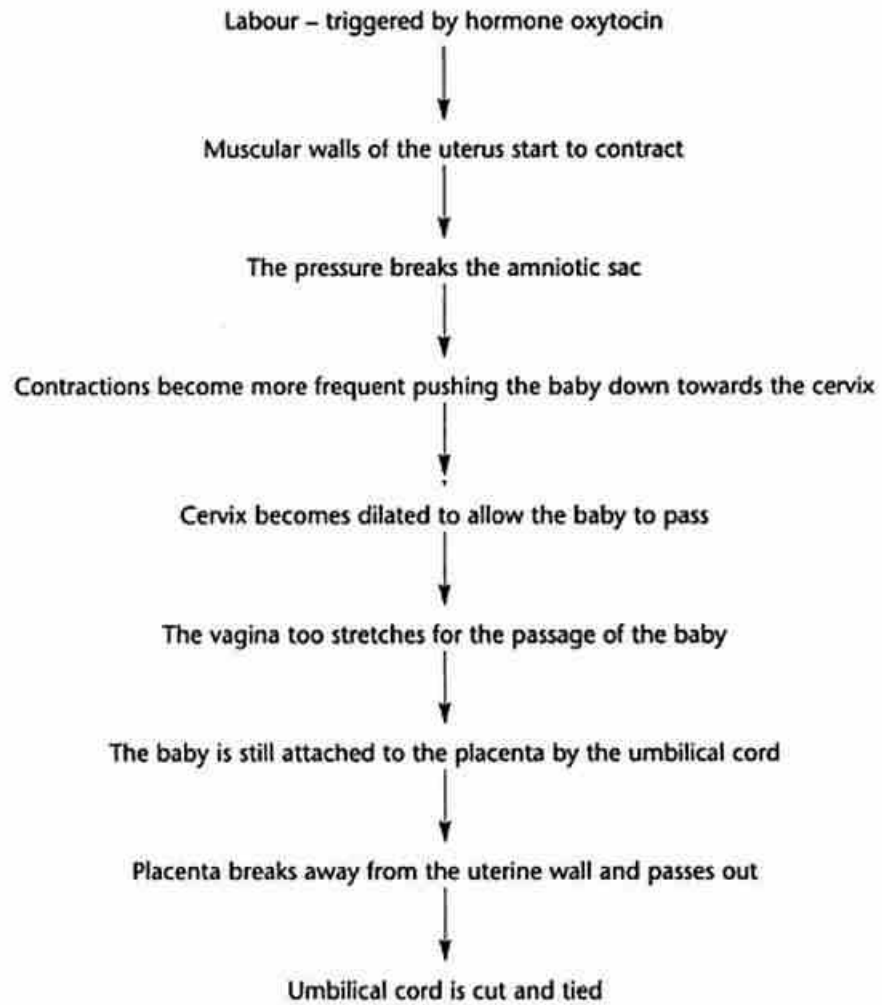 Labour – triggered by hormone oxytocin
Muscular walls of the uterus start to contract
The pressure breaks the amniotic sac
Contractions become more frequent pushing the baby down towards the cervix
Cervix becomes dilated to allow the baby to pass
The vagina too stretches for the passage of the baby
The baby is still attached to the placenta by the umbilical cord
Placenta breaks away from the uterine wall and passes out
Umbilical cord is cut and tied